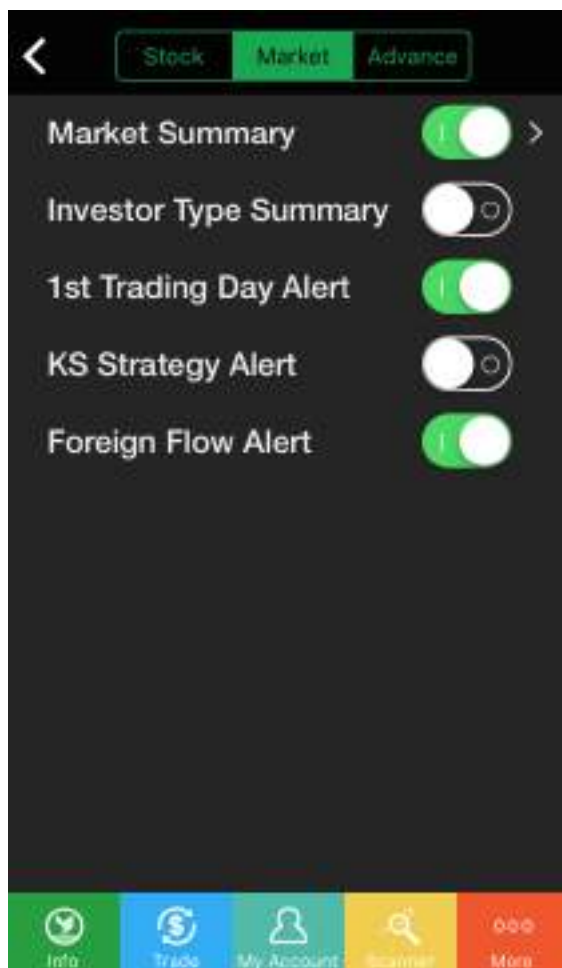 Stock Market Advance
Market Summary
Investor Type Summary
1st Trading Day Alert
KS Strategy Alert
Foreign Flow Alert
Info Trade My Account Scanner More